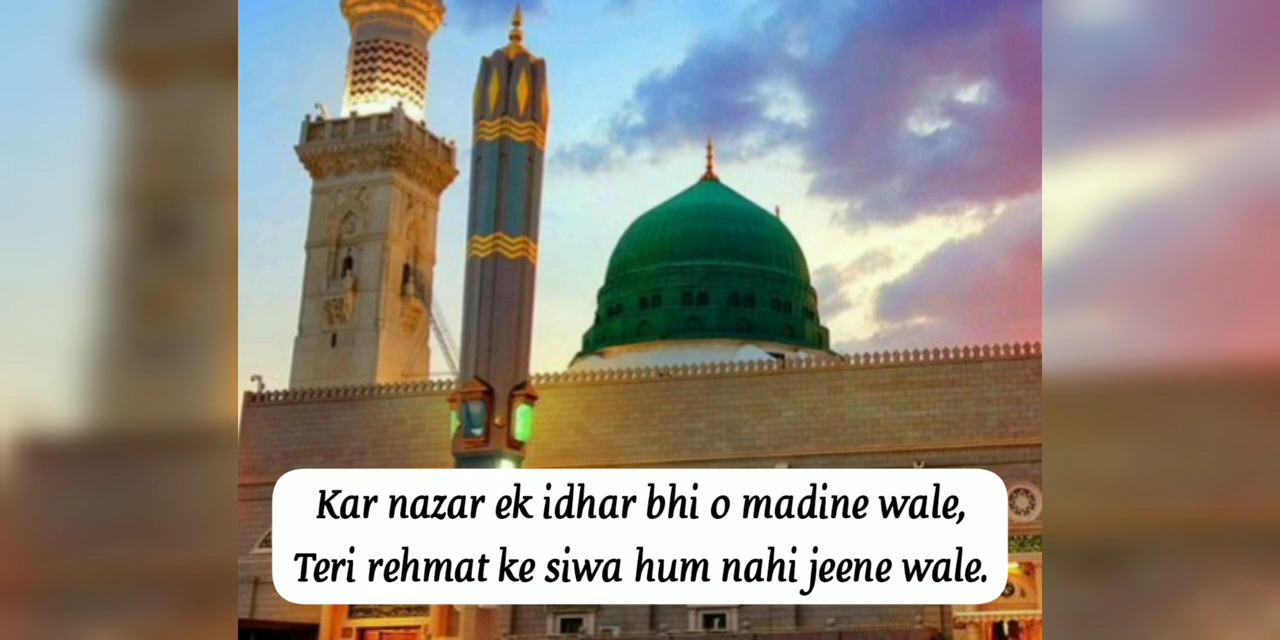 Kar nazar ek idhar bhi o madine wale,
Teri rehmat ke siwa hum nahi jeene wale.